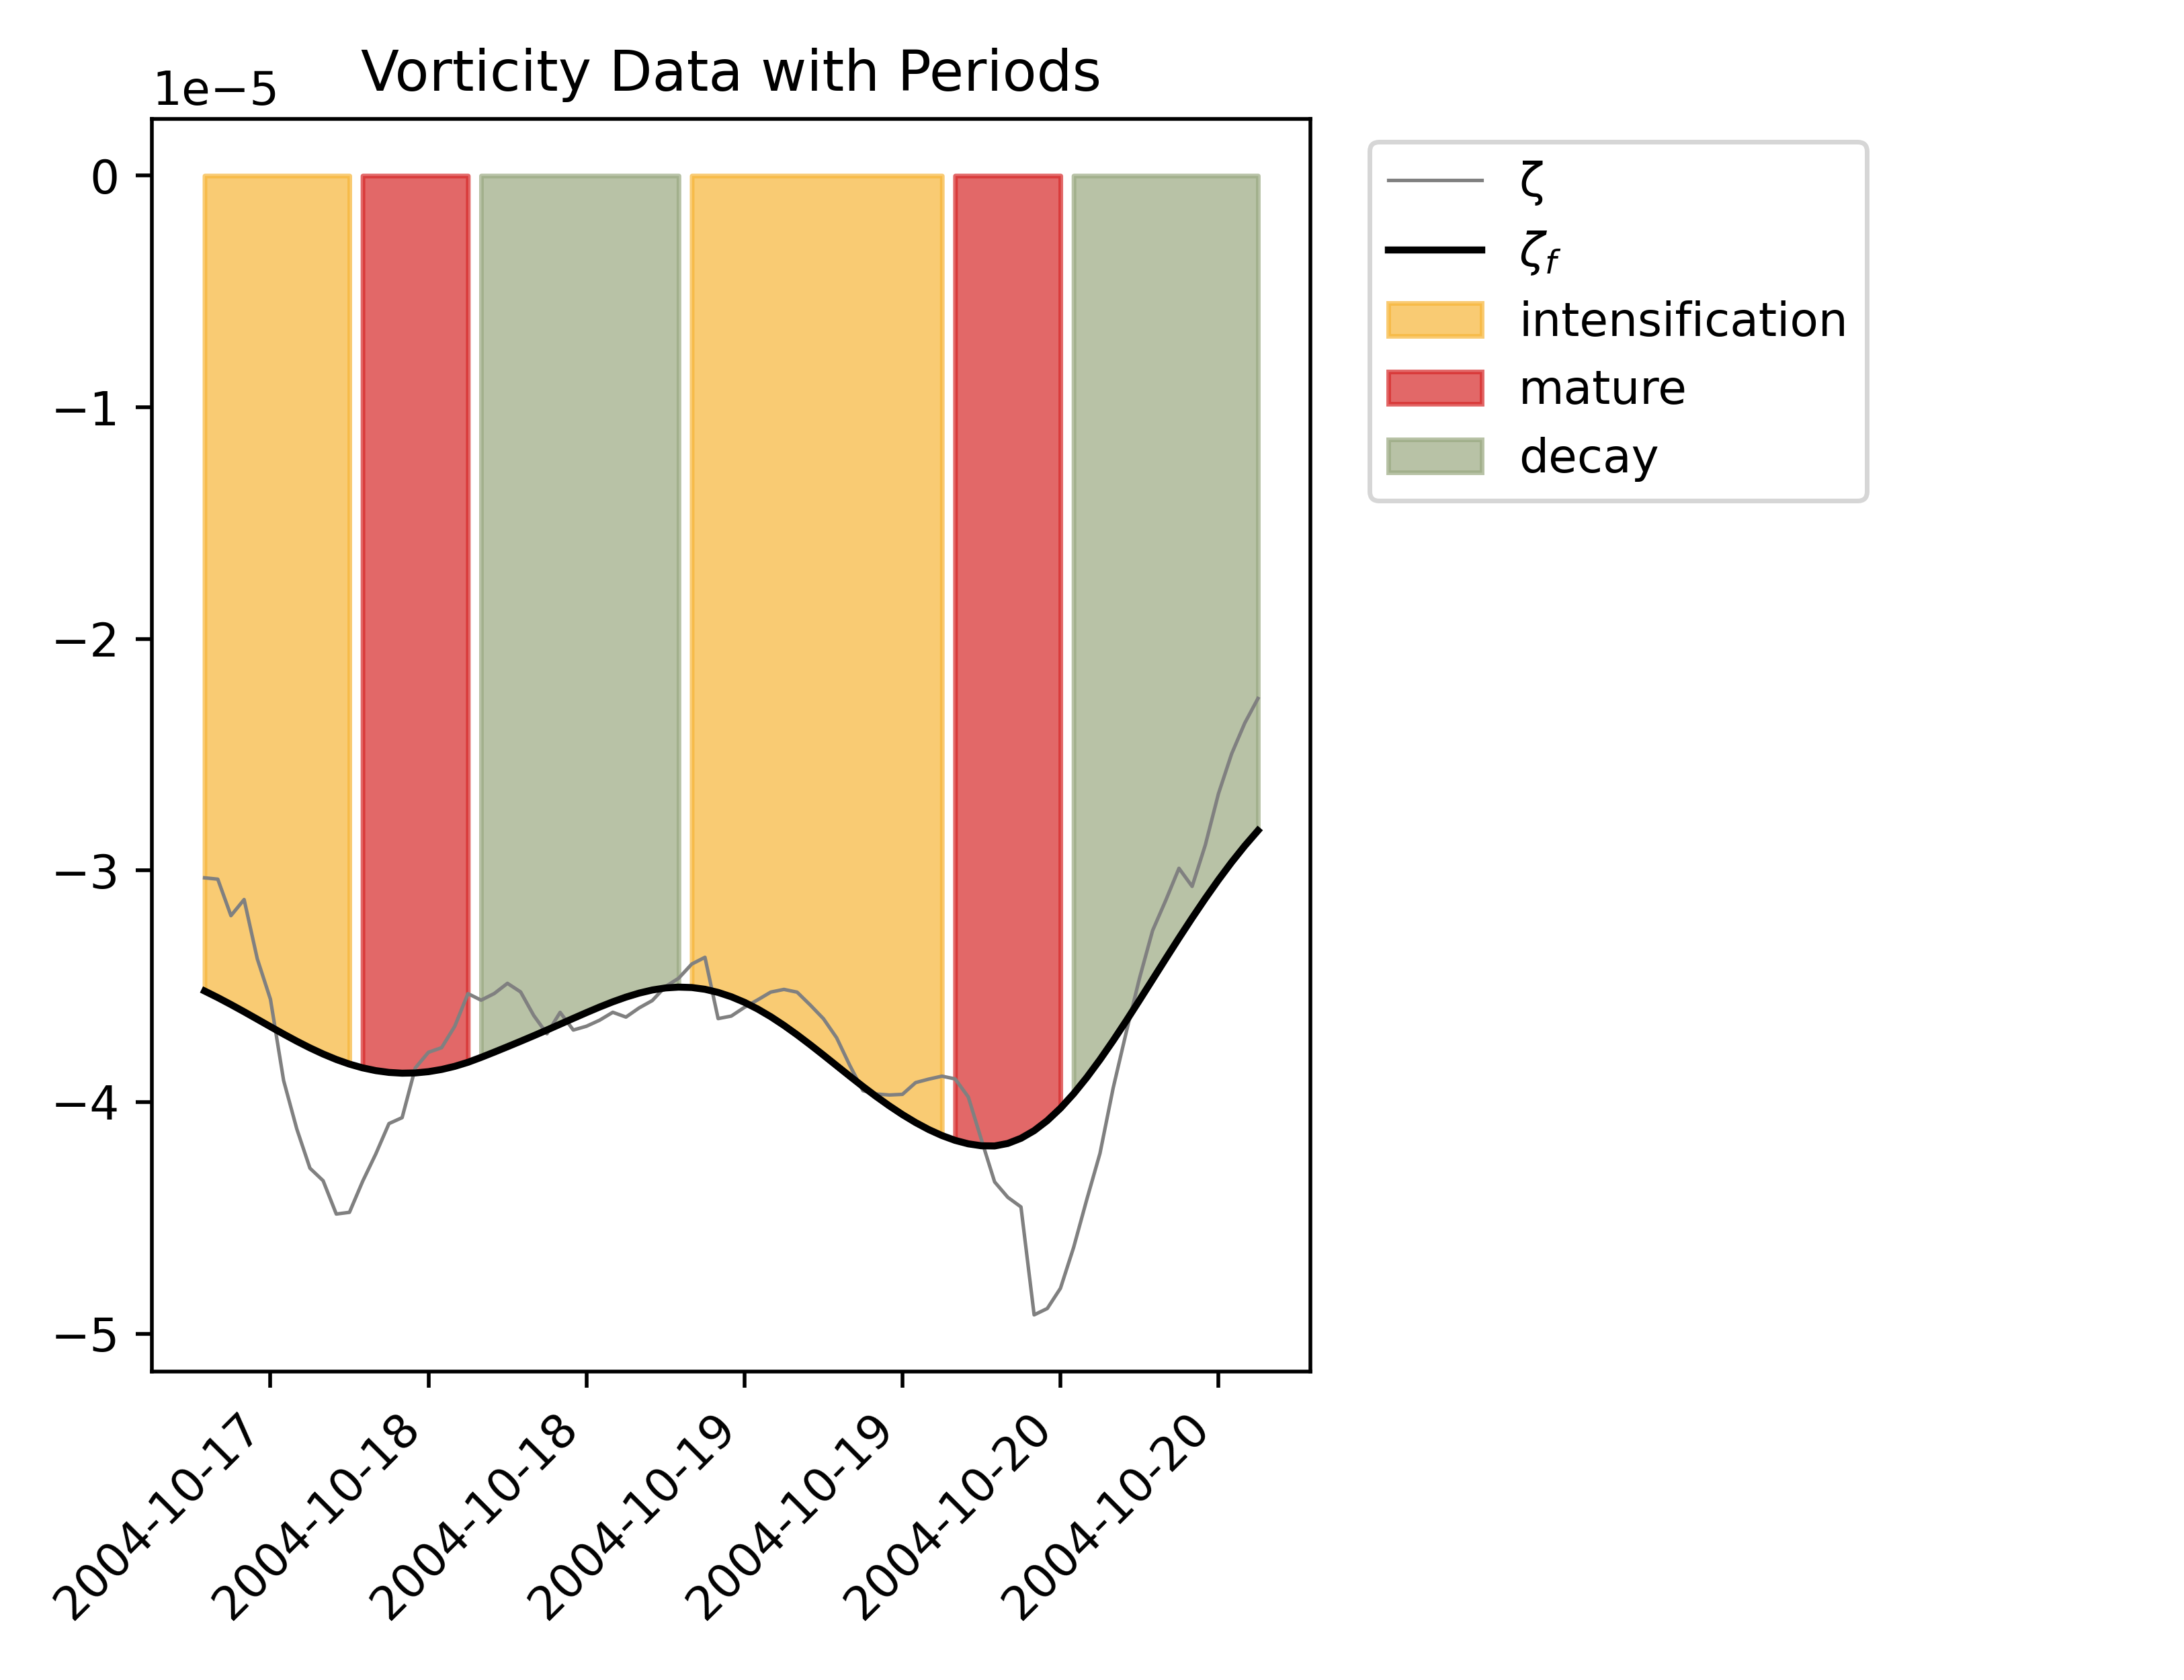 Vorticity Data with Periods
1e−5
0
−1
−2
−3
−4
−5
2004-10-17
2004-10-18
2004-10-18
2004-10-19
2004-10-19
2004-10-20
2004-10-20
ζ
ζf
intensification
mature
decay